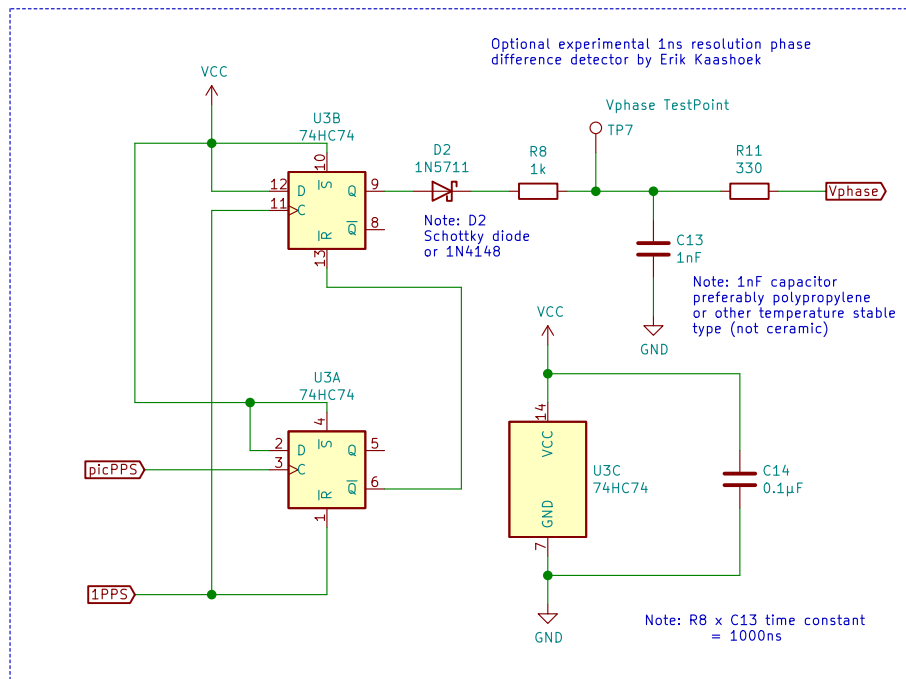 Optional experimental 1ns resolution phase
difference detector by Erik Kaashoek
VCC
U3B
74HC74
10
S
12
D
Q
9
11
C
Q
8
R
13
D2
1N5711
Note: D2
Schottky diode
or 1N4148
R8
1k
Vphase TestPoint
TP7
R11
330
Vphase
C13
1nF
Note: 1nF capacitor
preferably polypropylene
or other temperature stable
type (not ceramic)
GND
U3A
74HC74
4
S
2
D
Q
5
picPPS
3
C
Q
6
R
1
1PPS
VCC
14
VCC
U3C
74HC74
GND
7
C14
0.1µF
GND
Note: R8 x C13 time constant
= 1000ns